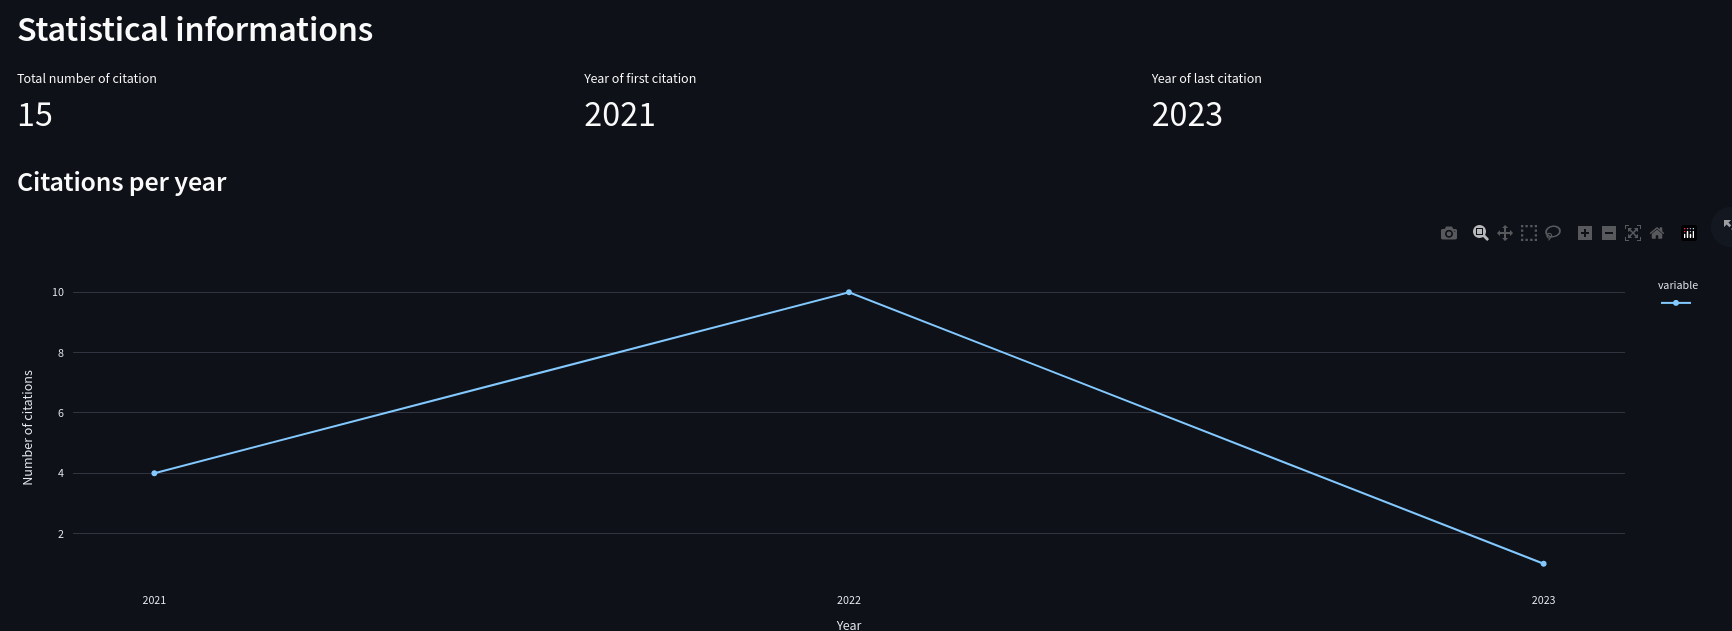 Statistical informations
Total number of citation
Year of first citation
Year of last citation
15
2021
2023
Citations per year
variable
10
8
6
4
2
Number of citations
2021
2022
2023
Year